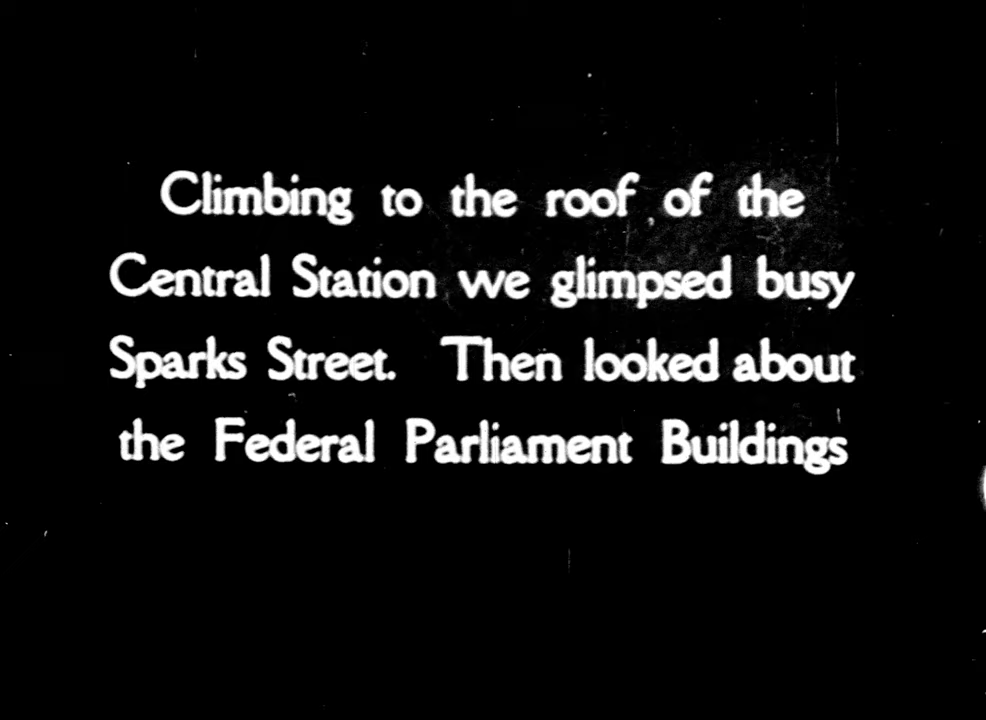 Climbing to the roof of the
Central Station we glimpsed busy
Sparks Street. Then looked about
the Federal Parliament Buildings